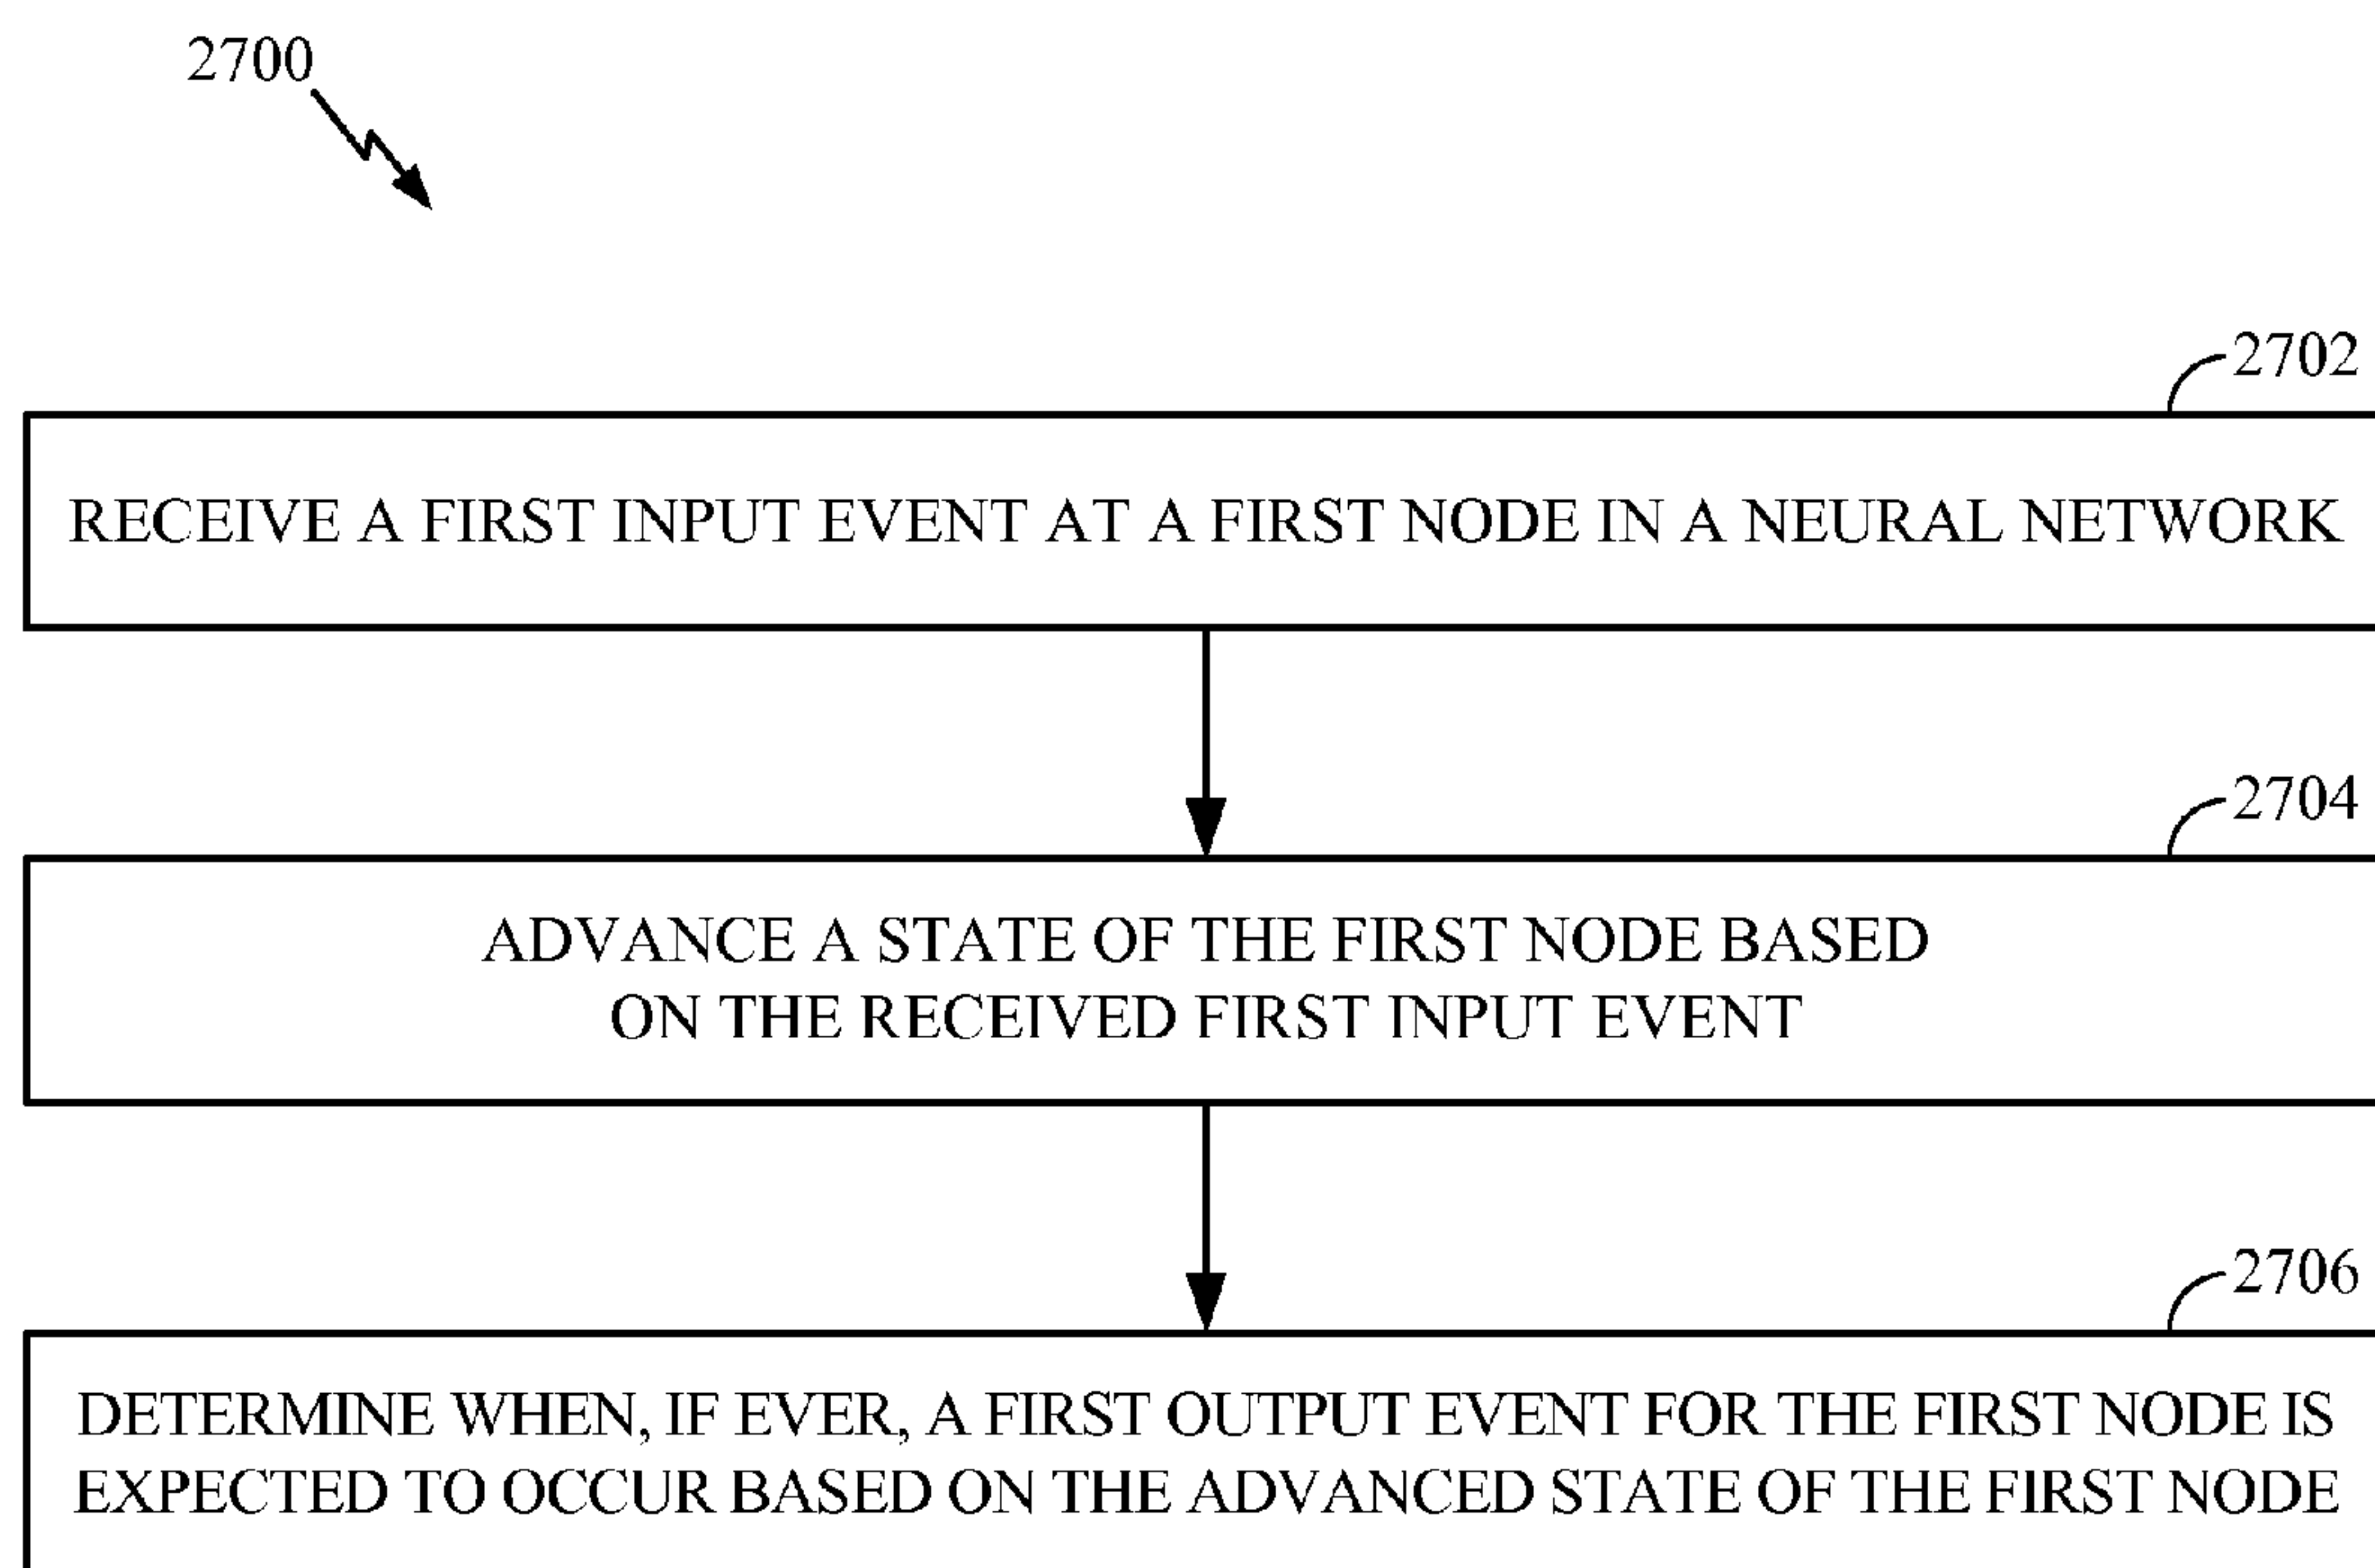 2700
2702
RECEIVE A FIRST INPUT EVENT AT A FIRST NODE IN A NEURAL NETWORK
2704
ADVANCE A STATE OF THE FIRST NODE BASED
ON THE RECEIVED FIRST INPUT EVENT
2706
DETERMINE WHEN, IF EVER, A FIRST OUTPUT EVENT FOR THE FIRST NODE IS
EXPECTED TO OCCUR BASED ON THE ADVANCED STATE OF THE FIRST NODE